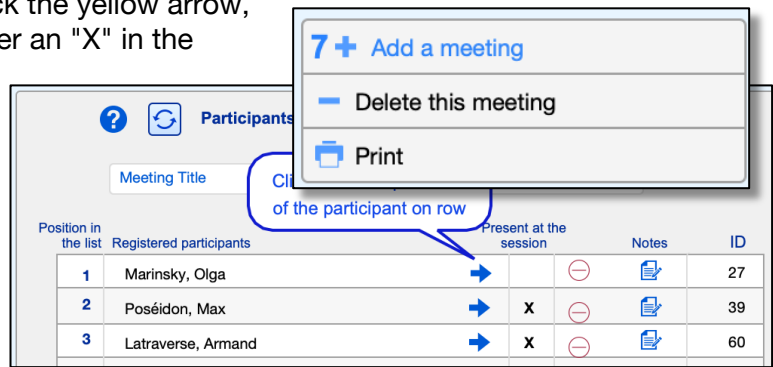 ck the yellow arrow,
er an "X" in the
7 + Add a meeting
Delete this meeting
Print
Participants
Meeting Title
of the participant on row
Position in the list Registered participants Present at the session Notes ID
1 Marinsky, Olga 27
2 Poséidon, Max X 39
3 Latraverse, Armand X 60